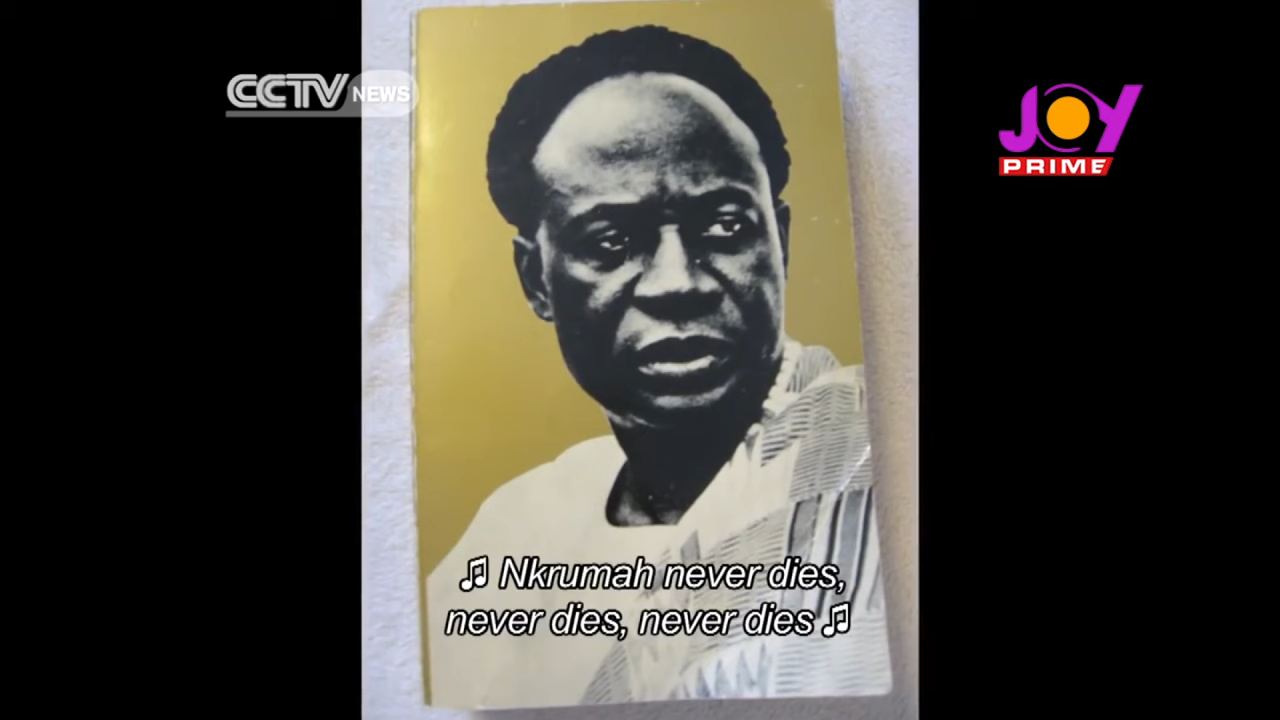 CCTV NEWS
JOY
PRIME
♫ Nkrumah never dies,
never dies, never dies ♫